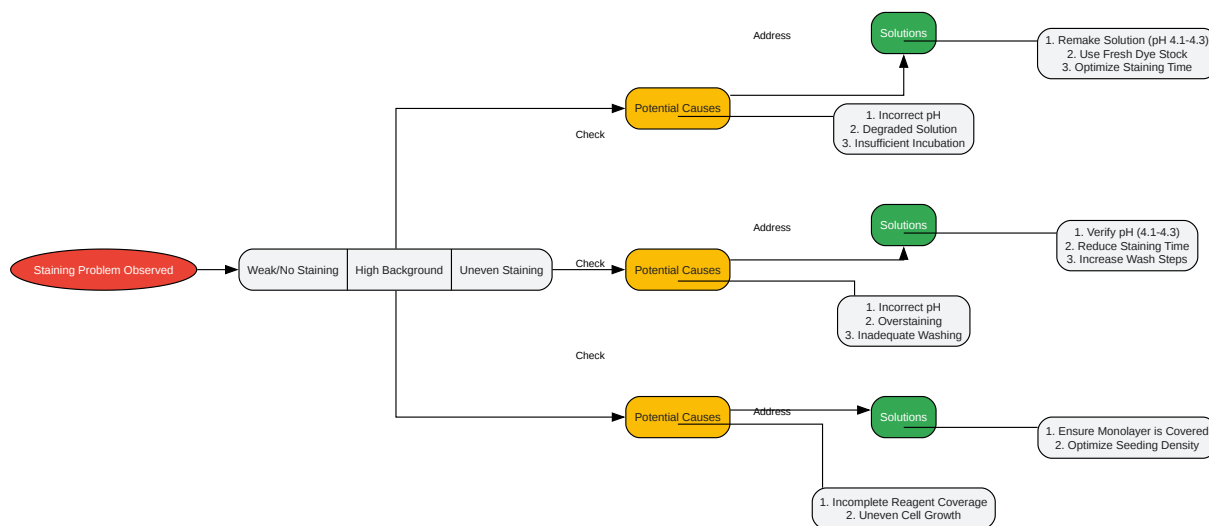 Address
Solutions
1. Remake Solution (pH 4.1-4.3)
2. Use Fresh Dye Stock
3. Optimize Staining Time
Potential Causes
Check
1. Incorrect pH
2. Degraded Solution
3. Insufficient Incubation
Address
Solutions
1. Verify pH (4.1-4.3)
2. Reduce Staining Time
3. Increase Wash Steps
Staining Problem Observed
Weak/No Staining
High Background
Uneven Staining
Check
Potential Causes
1. Incorrect pH
2. Overstaining
3. Inadequate Washing
Check
Potential Causes
Address
Solutions
1. Ensure Monolayer is Covered
2. Optimize Seeding Density
1. Incomplete Reagent Coverage
2. Uneven Cell Growth